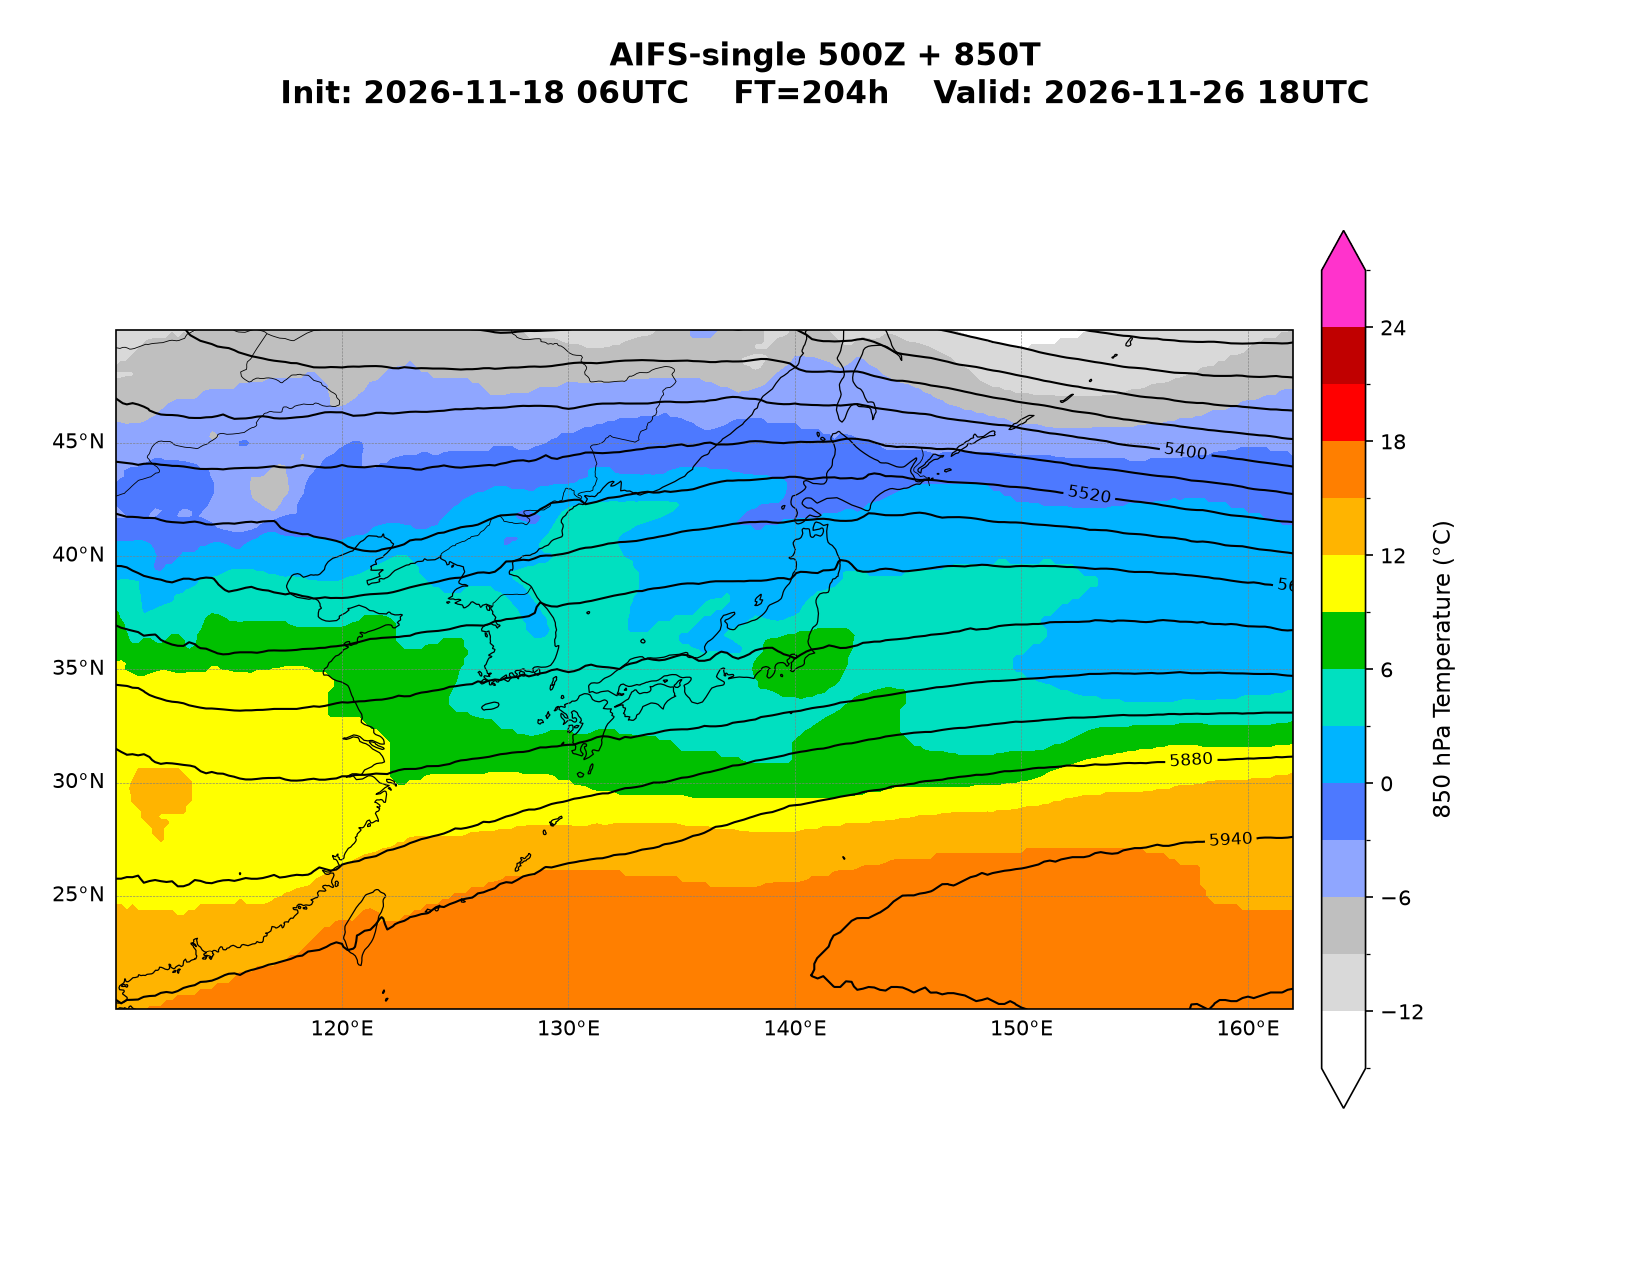 AIFS-single 500Z + 850T
Init: 2026-11-18 06UTC    FT=204h    Valid: 2026-11-26 18UTC
45°N
40°N
35°N
30°N
25°N
120°E
130°E
140°E
150°E
160°E
5400
5520
56
5880
5940
24
18
12
6
0
−6
−12
850 hPa Temperature (°C)